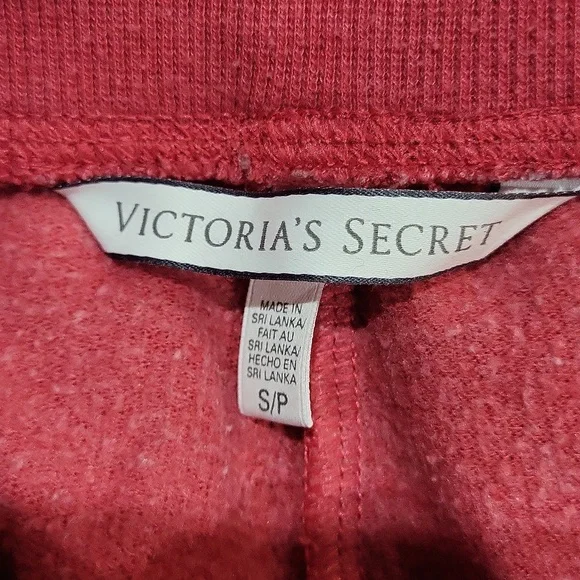 VICTORIA'S SECRET
MADE IN
SRI LANKA/
FAIT AU
SRI LANKA/
HECHO EN
SRI LANKA
S/P